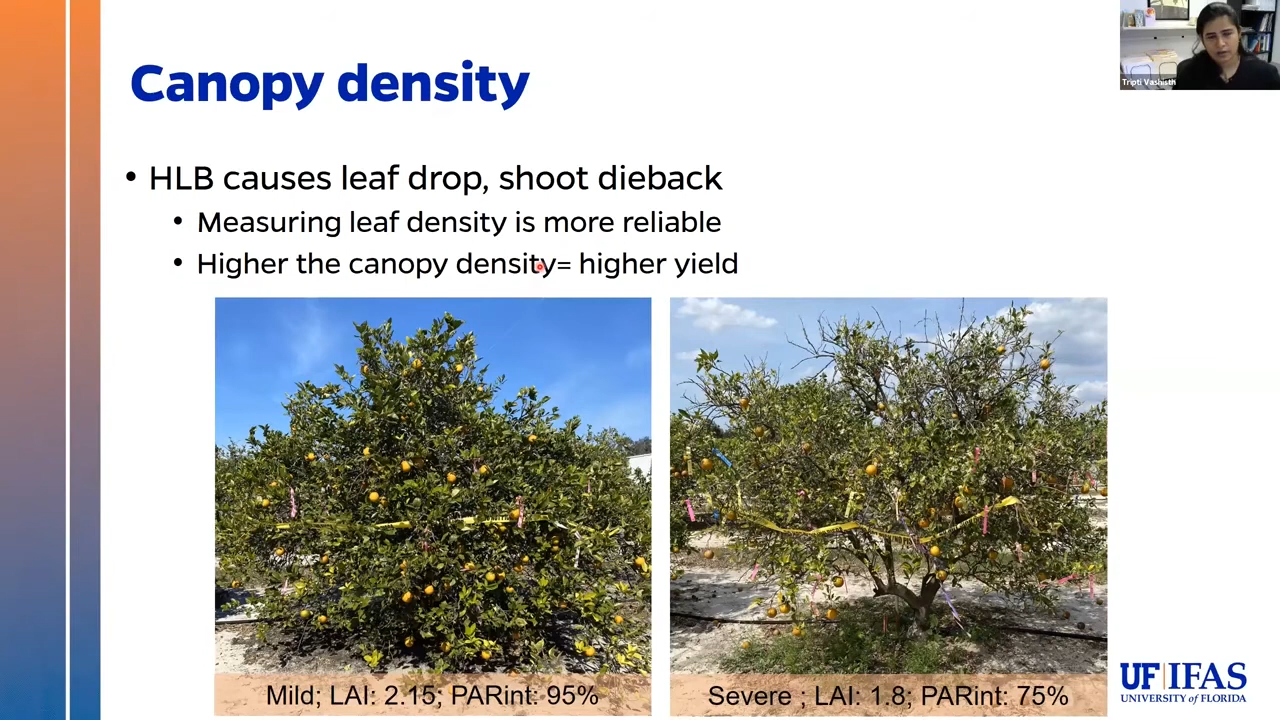 Canopy density
• HLB causes leaf drop, shoot dieback
• Measuring leaf density is more reliable
• Higher the canopy density= higher yield
Mild; LAI: 2.15; PARint: 95%
Severe ; LAI: 1.8; PARint: 75%
Tripti Vashisth
UF|IFAS
UNIVERSITY of FLORIDA